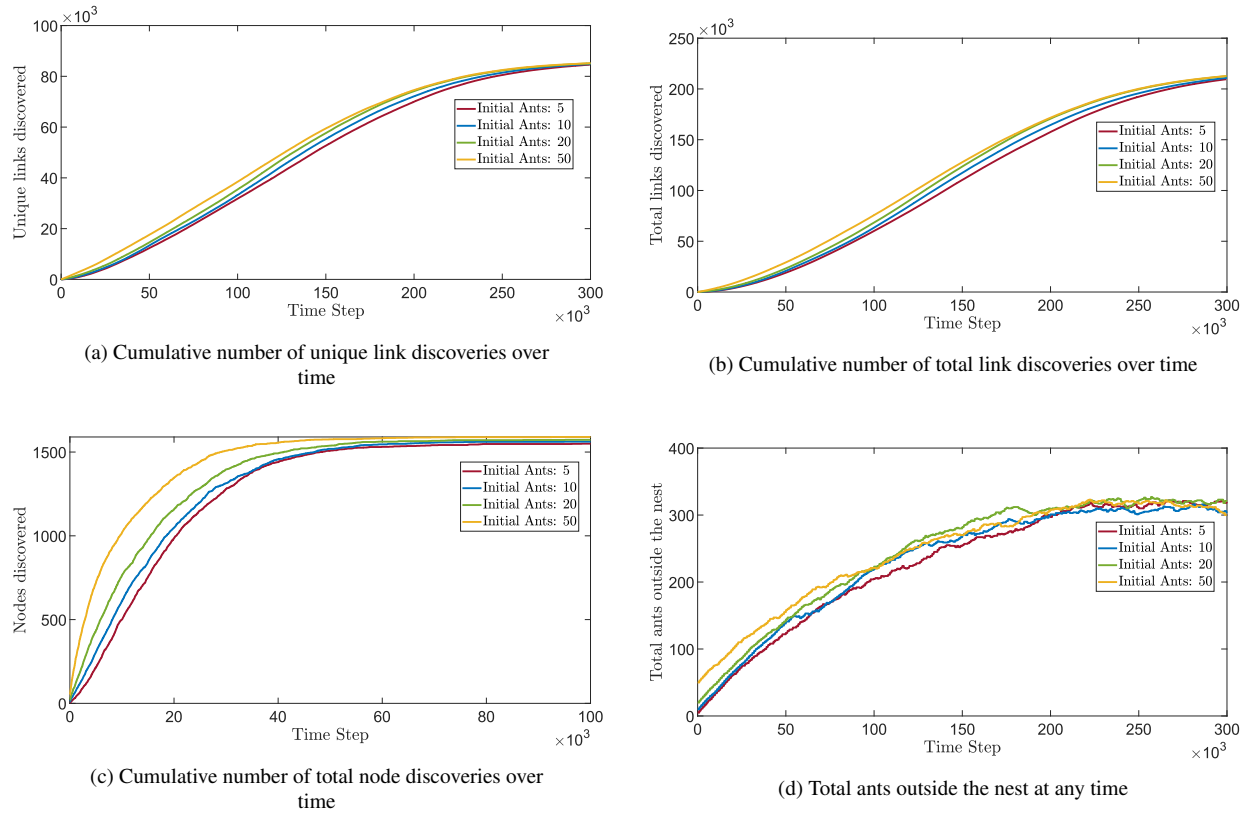 ×10³
100
80
60
40
20
0
Unique links discovered
Initial Ants: 5
Initial Ants: 10
Initial Ants: 20
Initial Ants: 50
0 50 100 150 200 250 300
Time Step
×10³
(a) Cumulative number of unique link discoveries over
time
×10³
250
200
150
100
50
0
Total links discovered
Initial Ants: 5
Initial Ants: 10
Initial Ants: 20
Initial Ants: 50
0 50 100 150 200 250 300
Time Step
×10³
(b) Cumulative number of total link discoveries over time
1500
1000
500
0
Nodes discovered
Initial Ants: 5
Initial Ants: 10
Initial Ants: 20
Initial Ants: 50
0 20 40 60 80 100
Time Step
×10³
(c) Cumulative number of total node discoveries over
time
400
300
200
100
0
Total ants outside the nest
Initial Ants: 5
Initial Ants: 10
Initial Ants: 20
Initial Ants: 50
0 50 100 150 200 250 300
Time Step
×10³
(d) Total ants outside the nest at any time